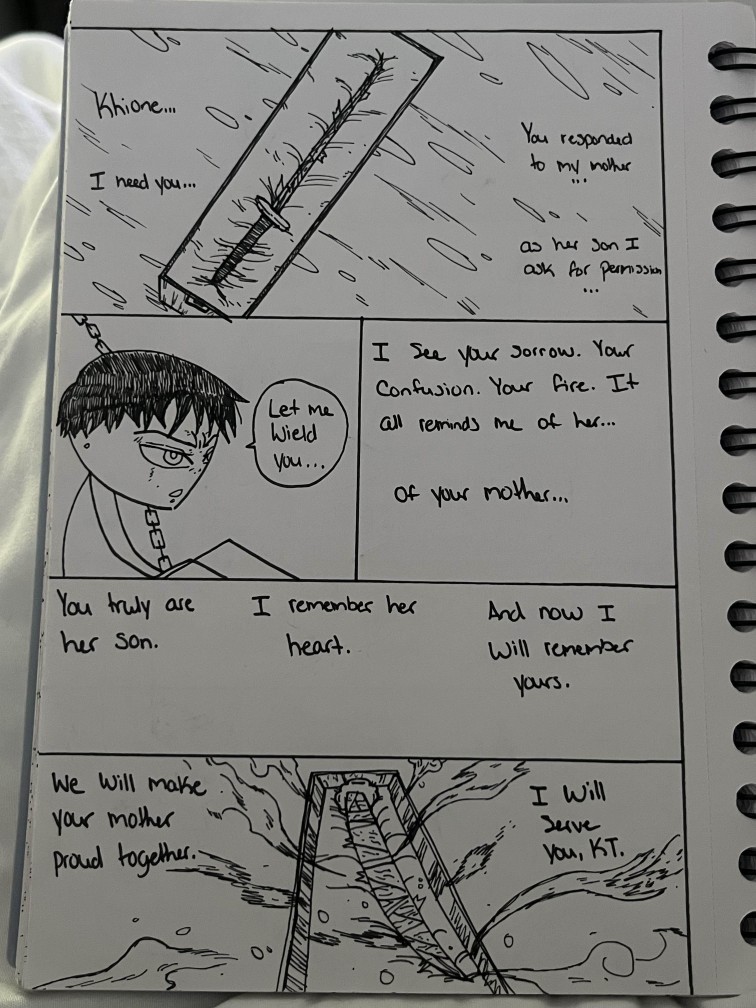 Khione...
I need you...
You responded
to my mother
...
as her son I
ask for permission
...
Let me
Wield
you...
I see your sorrow. Your
Confusion. Your fire. It
all reminds me of her...
Of your mother...
You truly are
her son.
I remember her
heart.
And now I
Will remember
yours.
We Will make
your mother
proud together.
I Will
serve
you, KT.